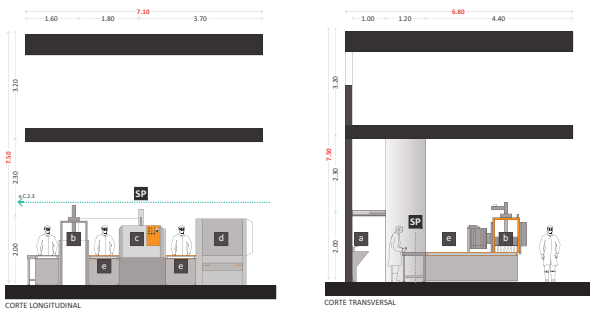 7.10
1.60 1.80 3.70
3.20
7.50
2.30
2.00
C.2.3
SP
b
c
d
e
e
CORTE LONGITUDINAL
6.80
1.00 1.20 4.40
3.20
7.50
2.30
2.00
SP
a
e
b
CORTE TRANSVERSAL